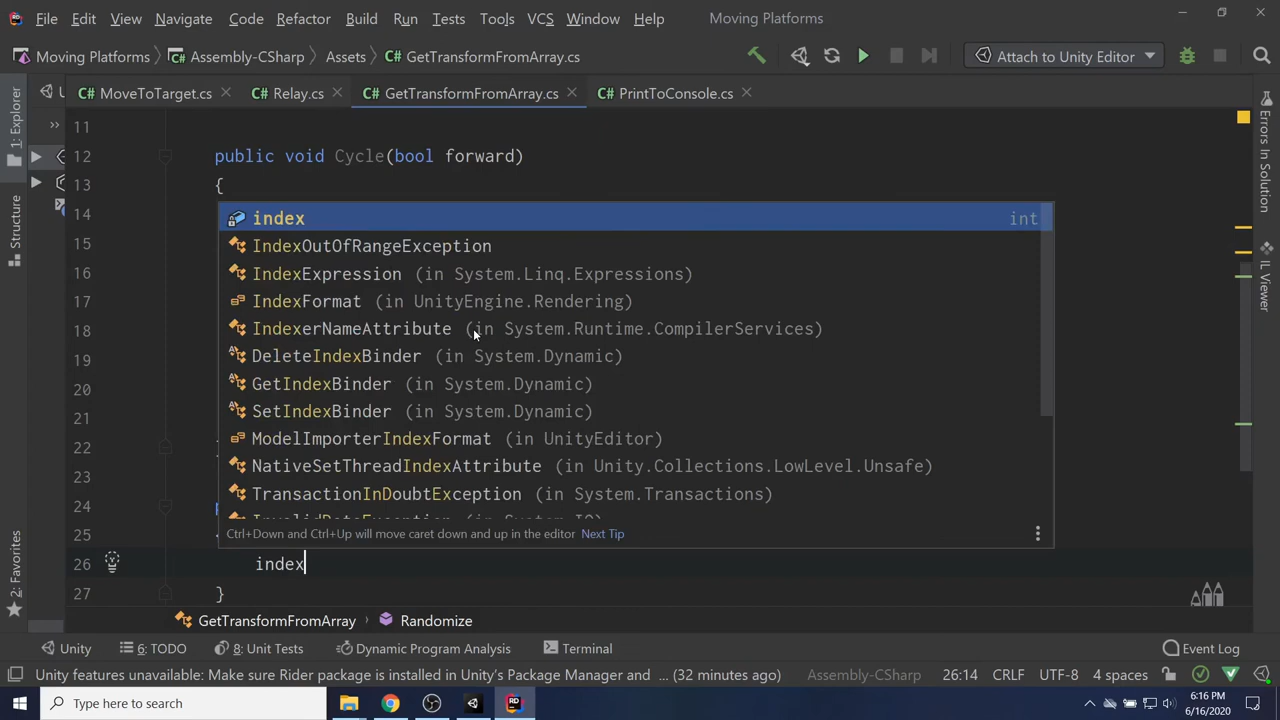 File Edit View Navigate Code Refactor Build Run Tests Tools VCS Window Help Moving Platforms
Moving Platforms Assembly-CSharp Assets GetTransformFromArray.cs Attach to Unity Editor
MoveToTarget.cs Relay.cs GetTransformFromArray.cs PrintToConsole.cs
1: Explorer
Structure
2: Favorites
Errors in Solution
IL Viewer
11
12 public void Cycle(bool forward)
13 {
14 index int
15 IndexOutOfRangeException
16 IndexExpression (in System.Linq.Expressions)
17 IndexFormat (in UnityEngine.Rendering)
18 IndexerNameAttribute (in System.Runtime.CompilerServices)
19 DeleteIndexBinder (in System.Dynamic)
20 GetIndexBinder (in System.Dynamic)
21 SetIndexBinder (in System.Dynamic)
22 ModelImporterIndexFormat (in UnityEditor)
23 NativeSetThreadIndexAttribute (in Unity.Collections.LowLevel.Unsafe)
24 TransactionInDoubtException (in System.Transactions)
25 Ctrl+Down and Ctrl+Up will move caret down and up in the editor Next Tip
26 index
27 }
GetTransformFromArray Randomize
Unity 6: TODO 8: Unit Tests Dynamic Program Analysis Terminal Event Log
Unity features unavailable: Make sure Rider package is installed in Unity's Package Manager and ... (32 minutes ago) Assembly-CSharp 26:14 CRLF UTF-8 4 spaces
Type here to search 6:16 PM
6/16/2020